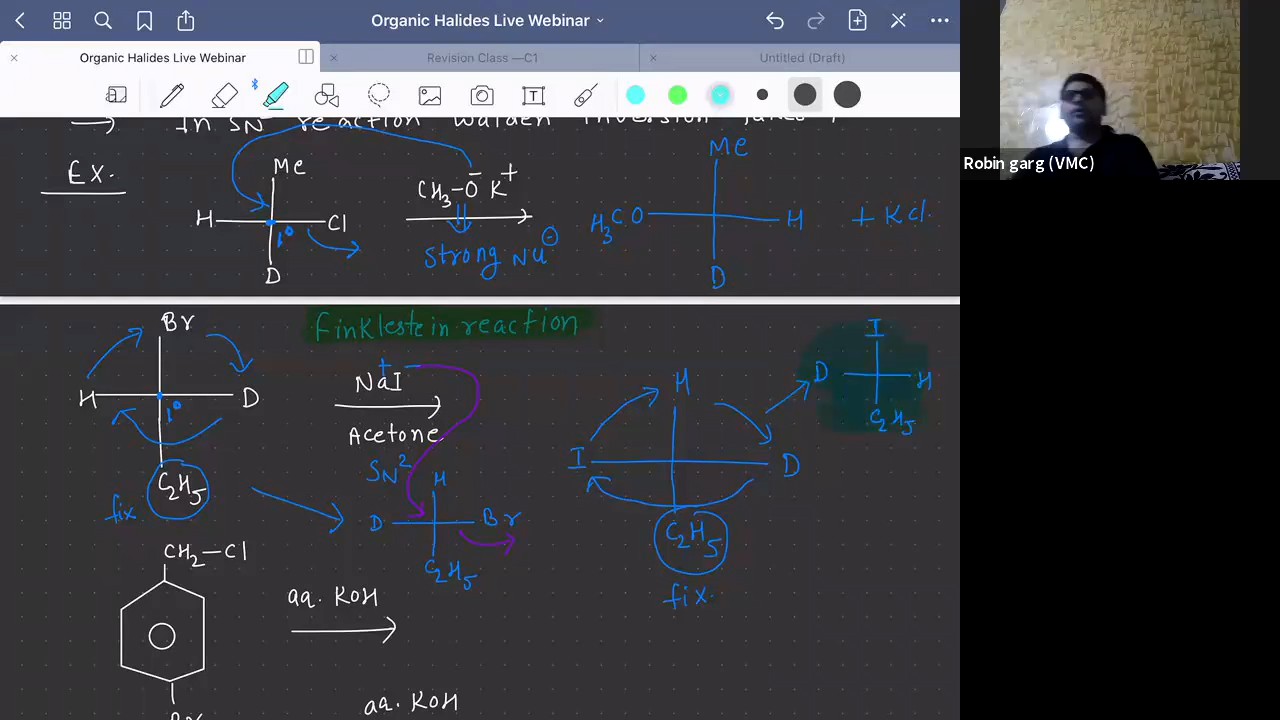 Organic Halides Live Webinar
Organic Halides Live Webinar
Revision Class —C1
Untitled (Draft)
Robin garg (VMC)
→ In SN reaction Walden Inversion takes
Ex.
Me
H
Cl
1°
D
CH3-O⁻ K⁺
Strong Nu⊖
Me
H3CO
H
D
+ KCl.
Finklestein reaction
Br
H
D
1°
C2H5
fix
Na⁺I⁻
Acetone
SN²
H
D
Br
C2H5
H
I
D
C2H5
fix.
I
D
H
C2H5
CH2—Cl
aq. KOH
aq. KOH